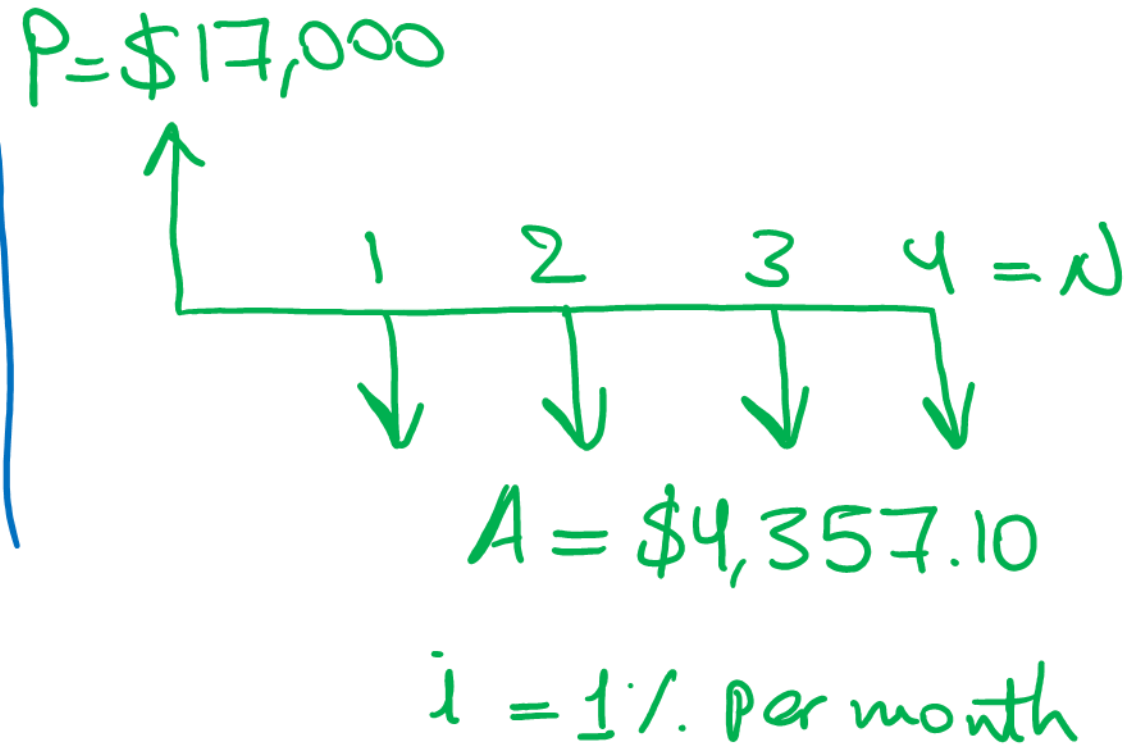 P=$17,000
1 2 3 4 = N
A = $4,357.10
i = 1% per month